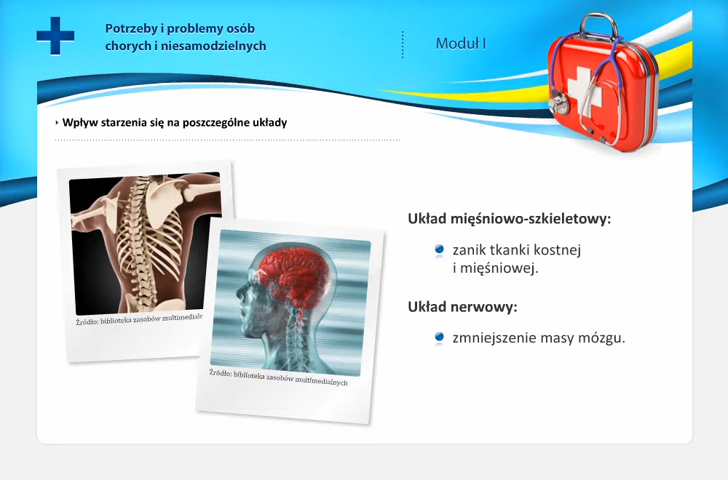 Potrzeby i problemy osób
chorych i niesamodzielnych
Moduł I
Wpływ starzenia się na poszczególne układy
Układ mięśniowo-szkieletowy:
zanik tkanki kostnej
i mięśniowej.
Układ nerwowy:
zmniejszenie masy mózgu.
Źródło: biblioteka zasobów multimedialn
Źródło: biblioteka zasobów multimedialnych